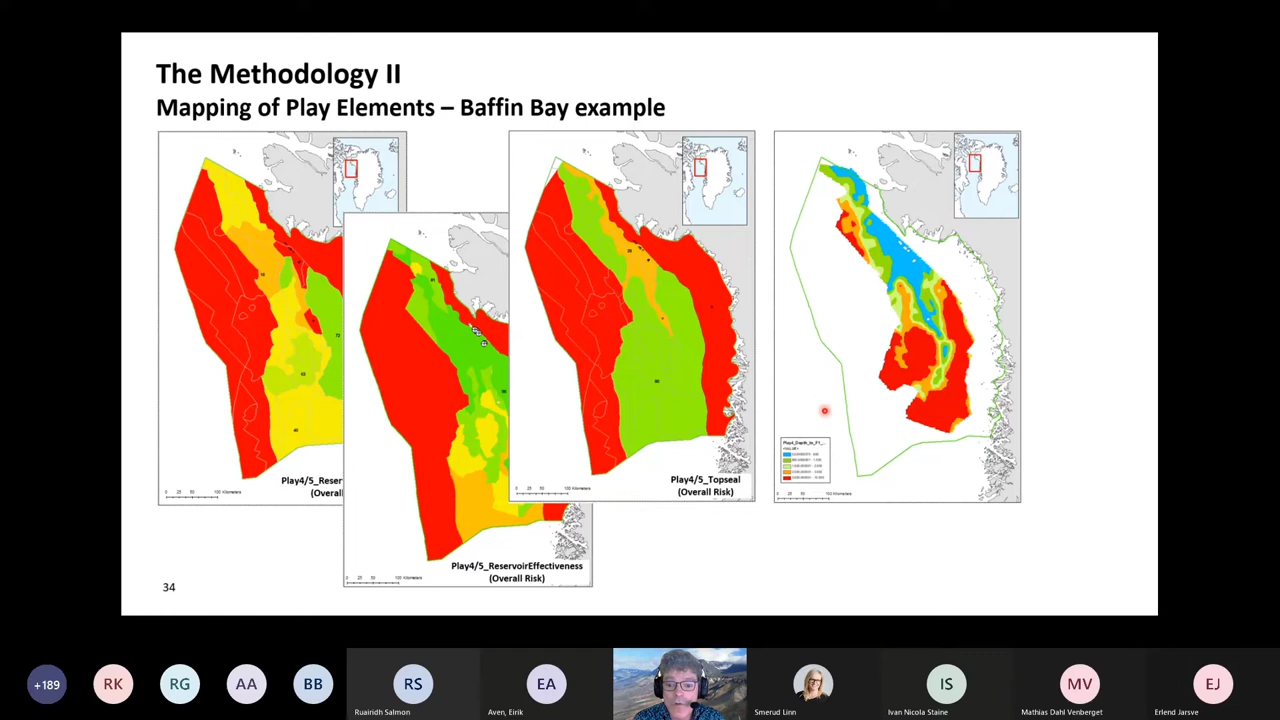 The Methodology II
Mapping of Play Elements – Baffin Bay example
Play4/5_Reser
(Overall
Play4/5_ReservoirEffectiveness
(Overall Risk)
Play4/5_Topseal
(Overall Risk)
34
+189
RK
RG
AA
BB
RS
EA
IS
MV
EJ
Ruairidh Salmon
Aven, Eirik
Smerud Linn
Ivan Nicola Staine
Mathias Dahl Venberget
Erlend Jarsve